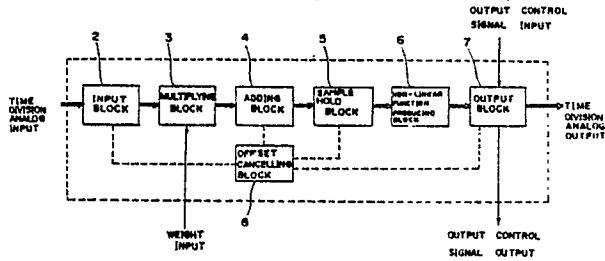 OUTPUT CONTROL
SIGNAL INPUT
2
3
4
5
6
7
TIME
DIVISION
ANALOG
INPUT
INPUT
BLOCK
MULTIPLYING
BLOCK
ADDING
BLOCK
SAMPLE
HOLD
BLOCK
NON-LINEAR
FUNCTION
PRODUCING
BLOCK
OUTPUT
BLOCK
TIME
DIVISION
ANALOG
OUTPUT
OFFSET
CANCELLING
BLOCK
8
WEIGHT
INPUT
OUTPUT CONTROL
SIGNAL OUTPUT